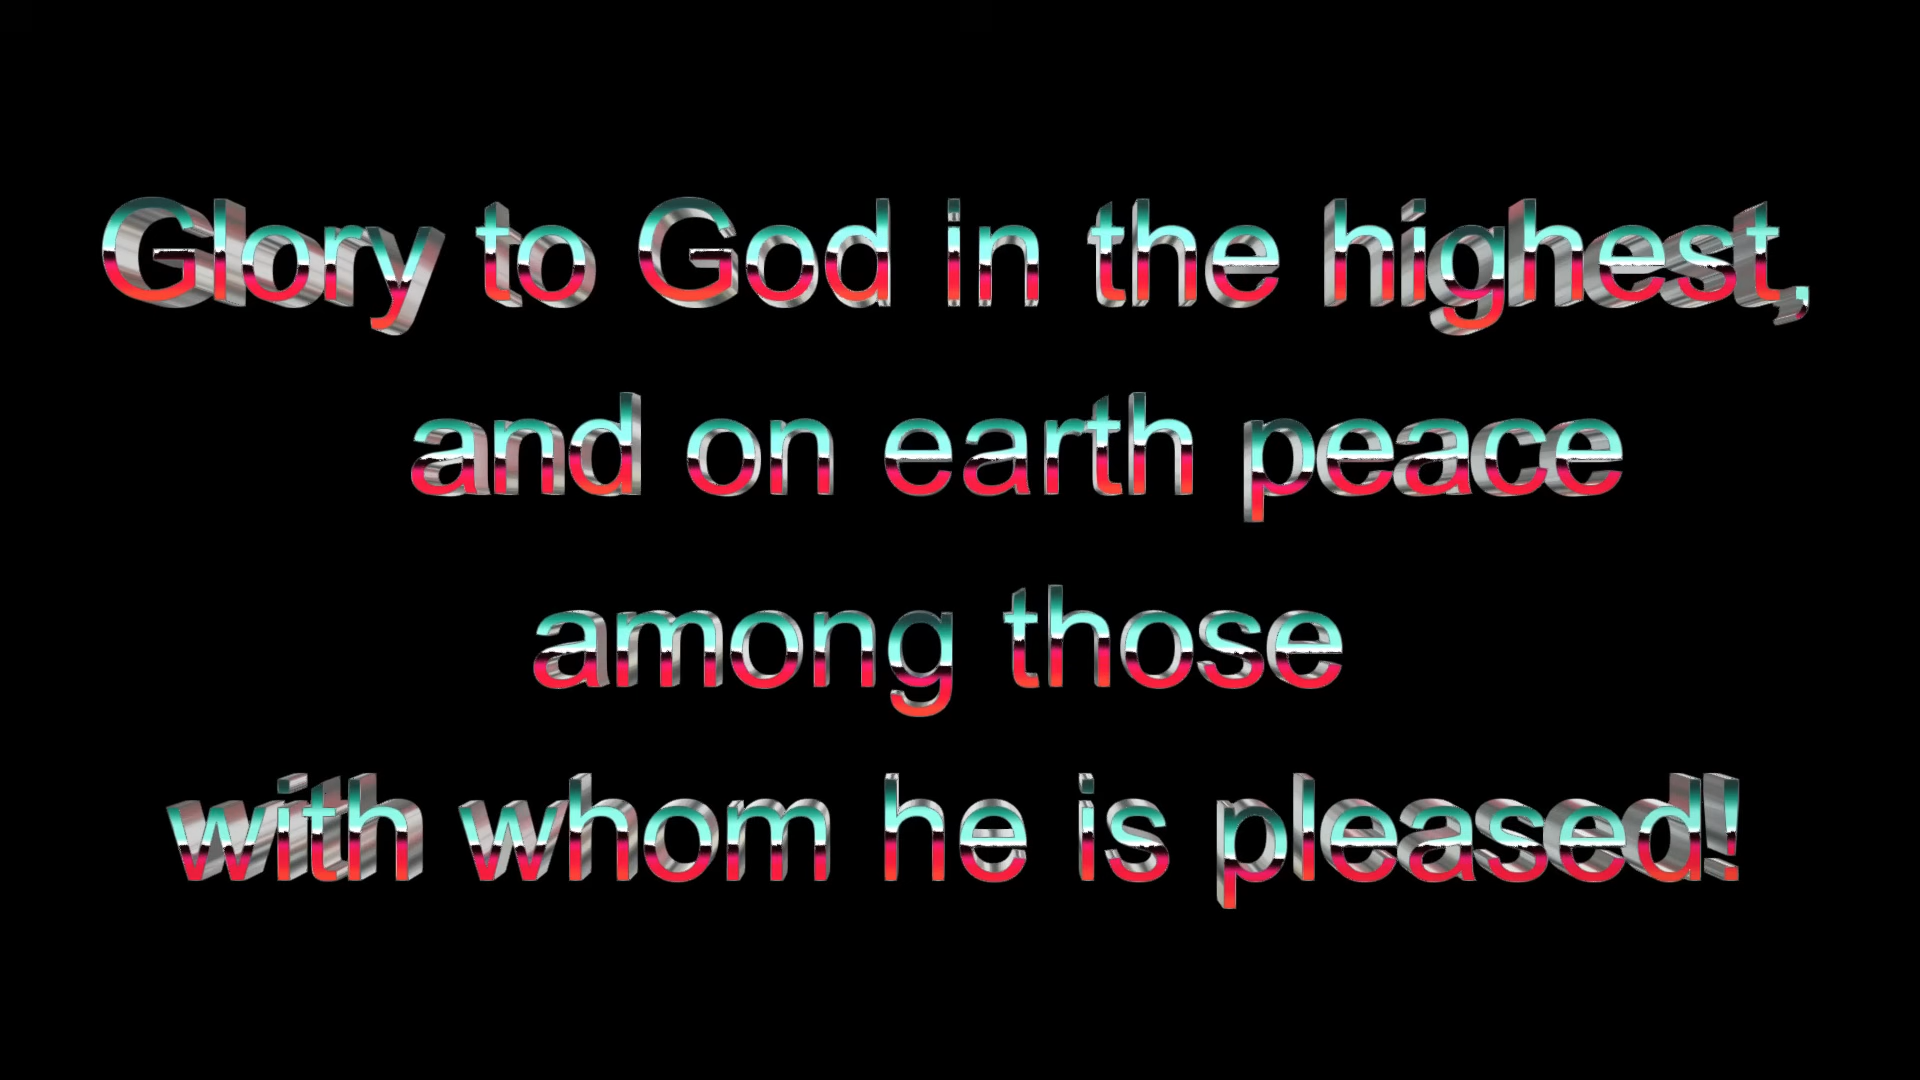 Glory to God in the highest,
and on earth peace
among those
with whom he is pleased!